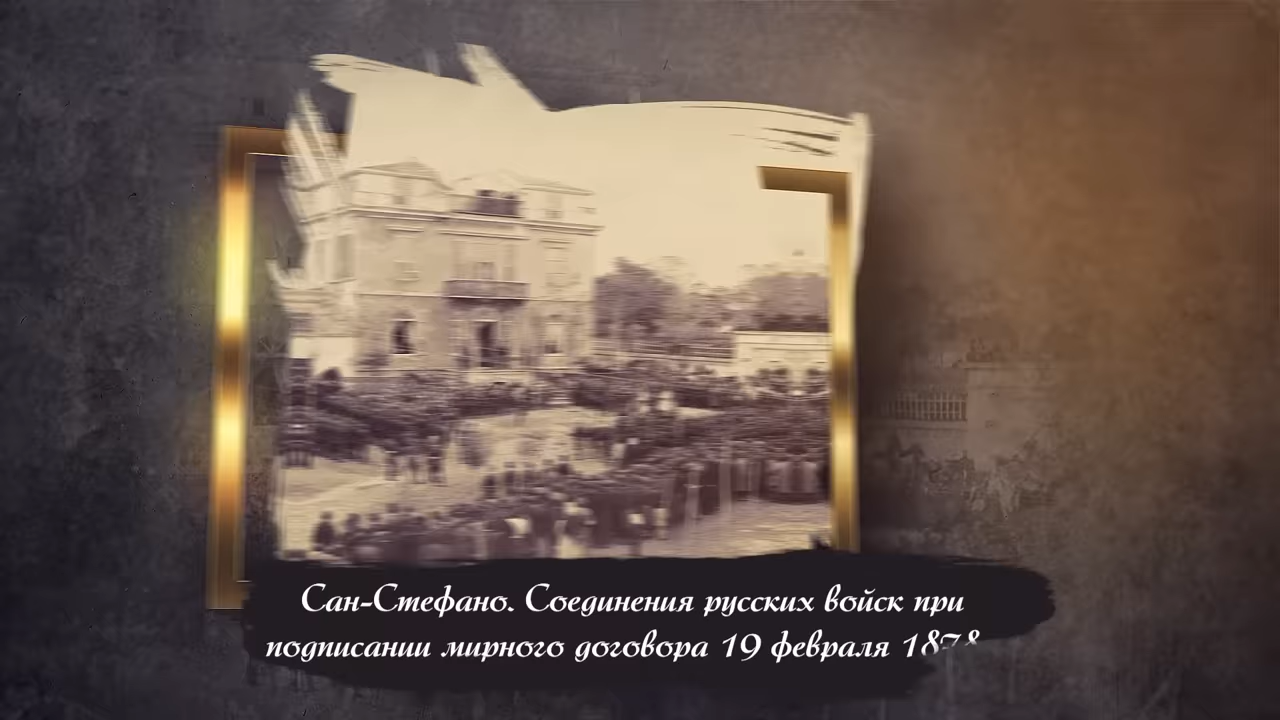 Сан-Стефано. Соединения русских войск при
подписании мирного договора 19 февраля 1878